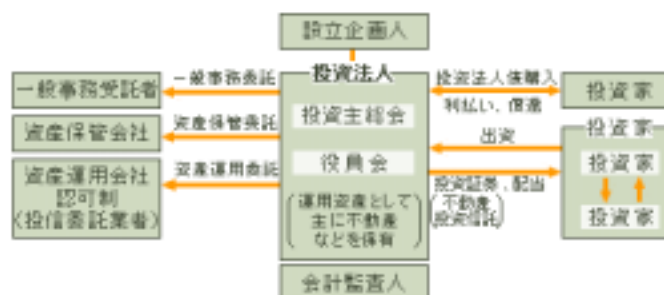 設立企画人
投資法人
一般事務受託者
一般事務委託
資産保管会社
資産保管委託
資産運用会社
認可制
(投信委託業者)
資産運用委託
投資主総会
役員会
(運用資産として
主に不動産
などを保有)
会計監査人
投資法人債購入
利払い、償還
投資家
出資
投資証券、配当
(不動産
投資信託)
投資家
投資家
投資家